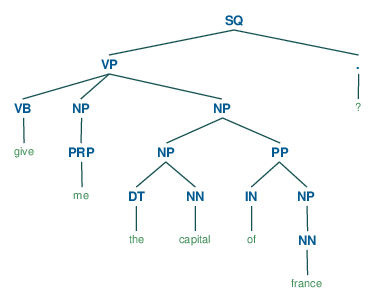 SQ
VP .
VB NP NP ?
give PRP NP PP
me DT NN IN NP
the capital of NN
france